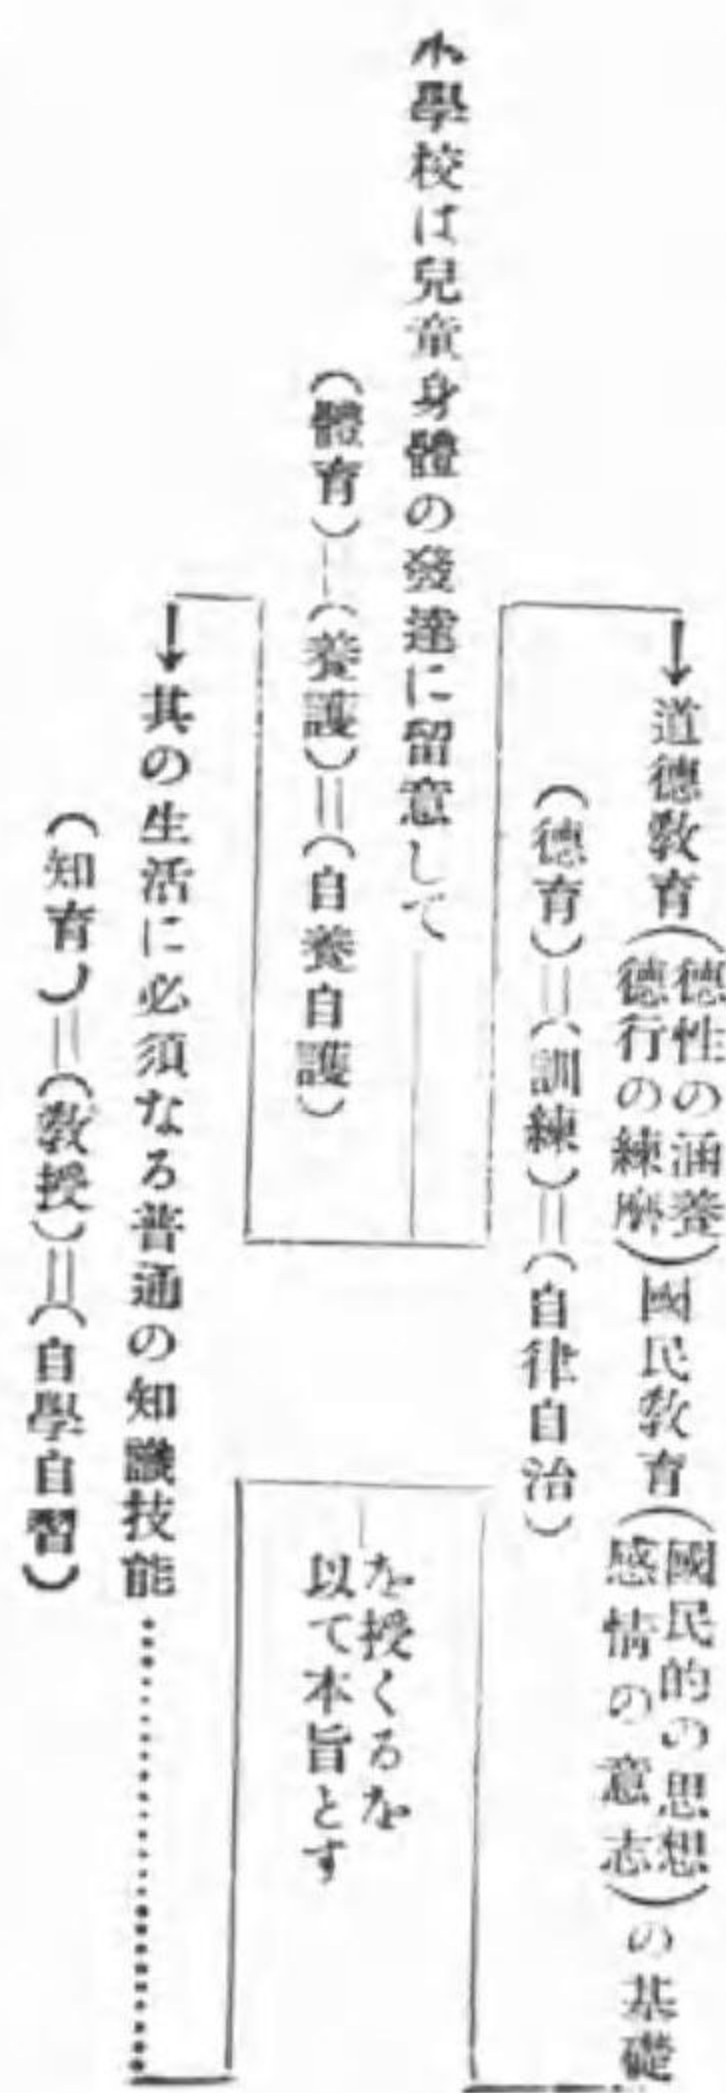 小學校は兒童身體の發達に留意して
(體育)—(養護)=(自養自護)
道德敎育(德性の涵養 德行の練磨)國民敎育(國民的の思想 感情の意志)の基礎
(德育)=(訓練)=(自律自治)
其の生活に必須なる普通の知識技能………………
(知育)=(敎授)=(自學自習)
を授くるを
以て本旨とす